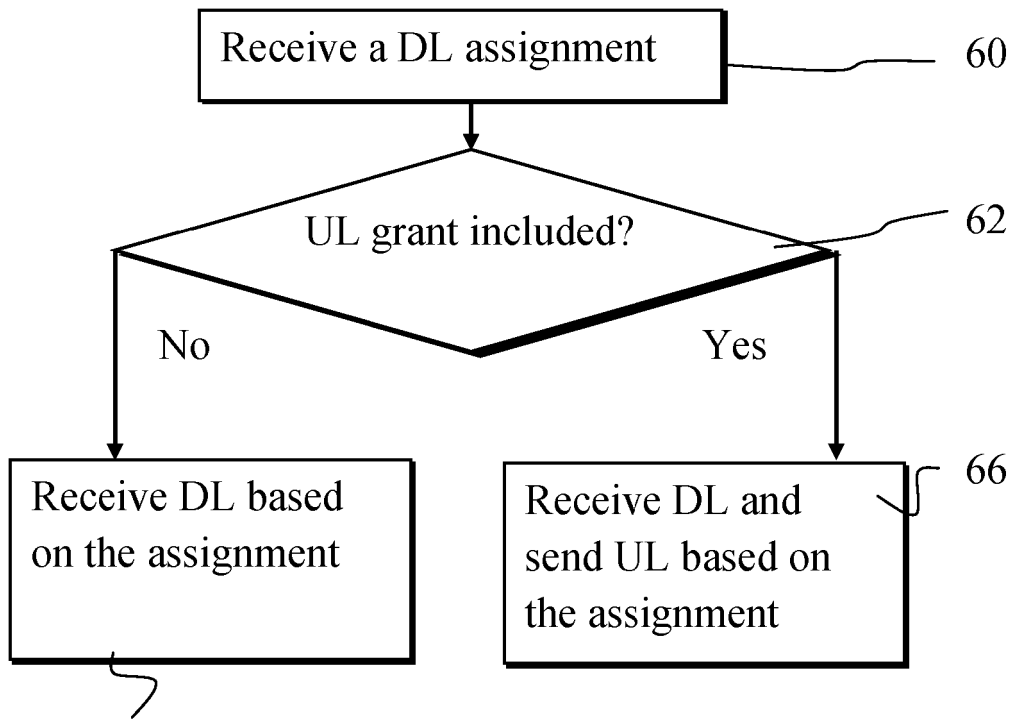 Receive a DL assignment
60
UL grant included?
62
No
Yes
Receive DL based
on the assignment
Receive DL and
send UL based on
the assignment
66